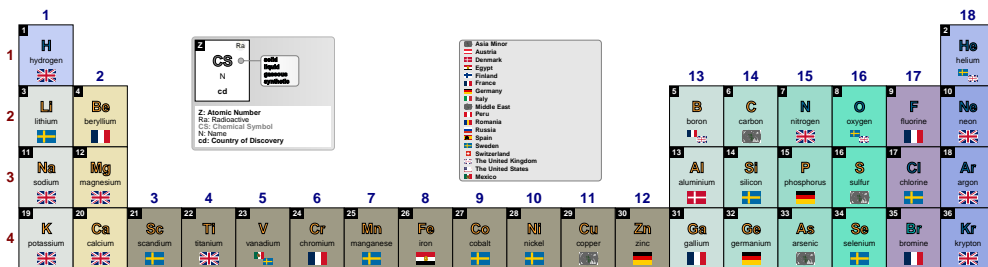 1 18
1 H hydrogen 2 He helium
Z Ra CS N cd
solid
liquid
gaseous
synthetic
Z: Atomic Number
Ra: Radioactive
CS: Chemical Symbol
N: Name
cd: Country of Discovery
Asia Minor
Austria
Denmark
Egypt
Finland
France
Germany
Italy
Middle East
Peru
Romania
Russia
Spain
Sweden
Switzerland
The United Kingdom
The United States
Mexico
1
2 13 14 15 16 17
3 Li lithium 4 Be beryllium 5 B boron 6 C carbon 7 N nitrogen 8 O oxygen 9 F fluorine 10 Ne neon
2
11 Na sodium 12 Mg magnesium 13 Al aluminium 14 Si silicon 15 P phosphorus 16 S sulfur 17 Cl chlorine 18 Ar argon
3
3 4 5 6 7 8 9 10 11 12
19 K potassium 20 Ca calcium 21 Sc scandium 22 Ti titanium 23 V vanadium 24 Cr chromium 25 Mn manganese 26 Fe iron 27 Co cobalt 28 Ni nickel 29 Cu copper 30 Zn zinc 31 Ga gallium 32 Ge germanium 33 As arsenic 34 Se selenium 35 Br bromine 36 Kr krypton
4